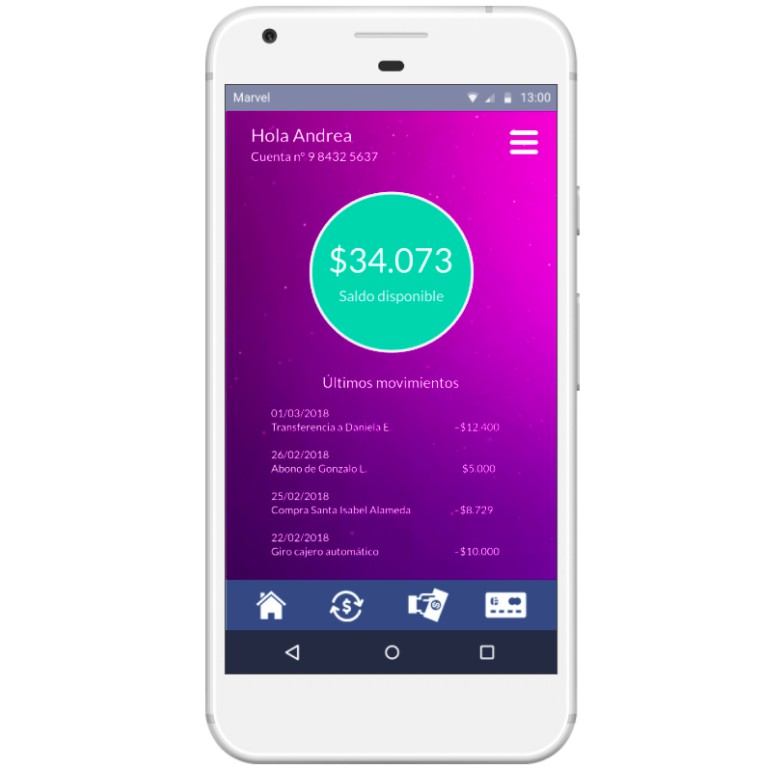 Marvel 13:00
Hola Andrea
Cuenta nº 9 8432 5637
$34.073
Saldo disponible
Últimos movimientos
01/03/2018
Transferencia a Daniela E. -$12.400
26/02/2018
Abono de Gonzalo L. $5.000
25/02/2018
Compra Santa Isabel Alameda -$8.729
22/02/2018
Giro cajero automático -$10.000